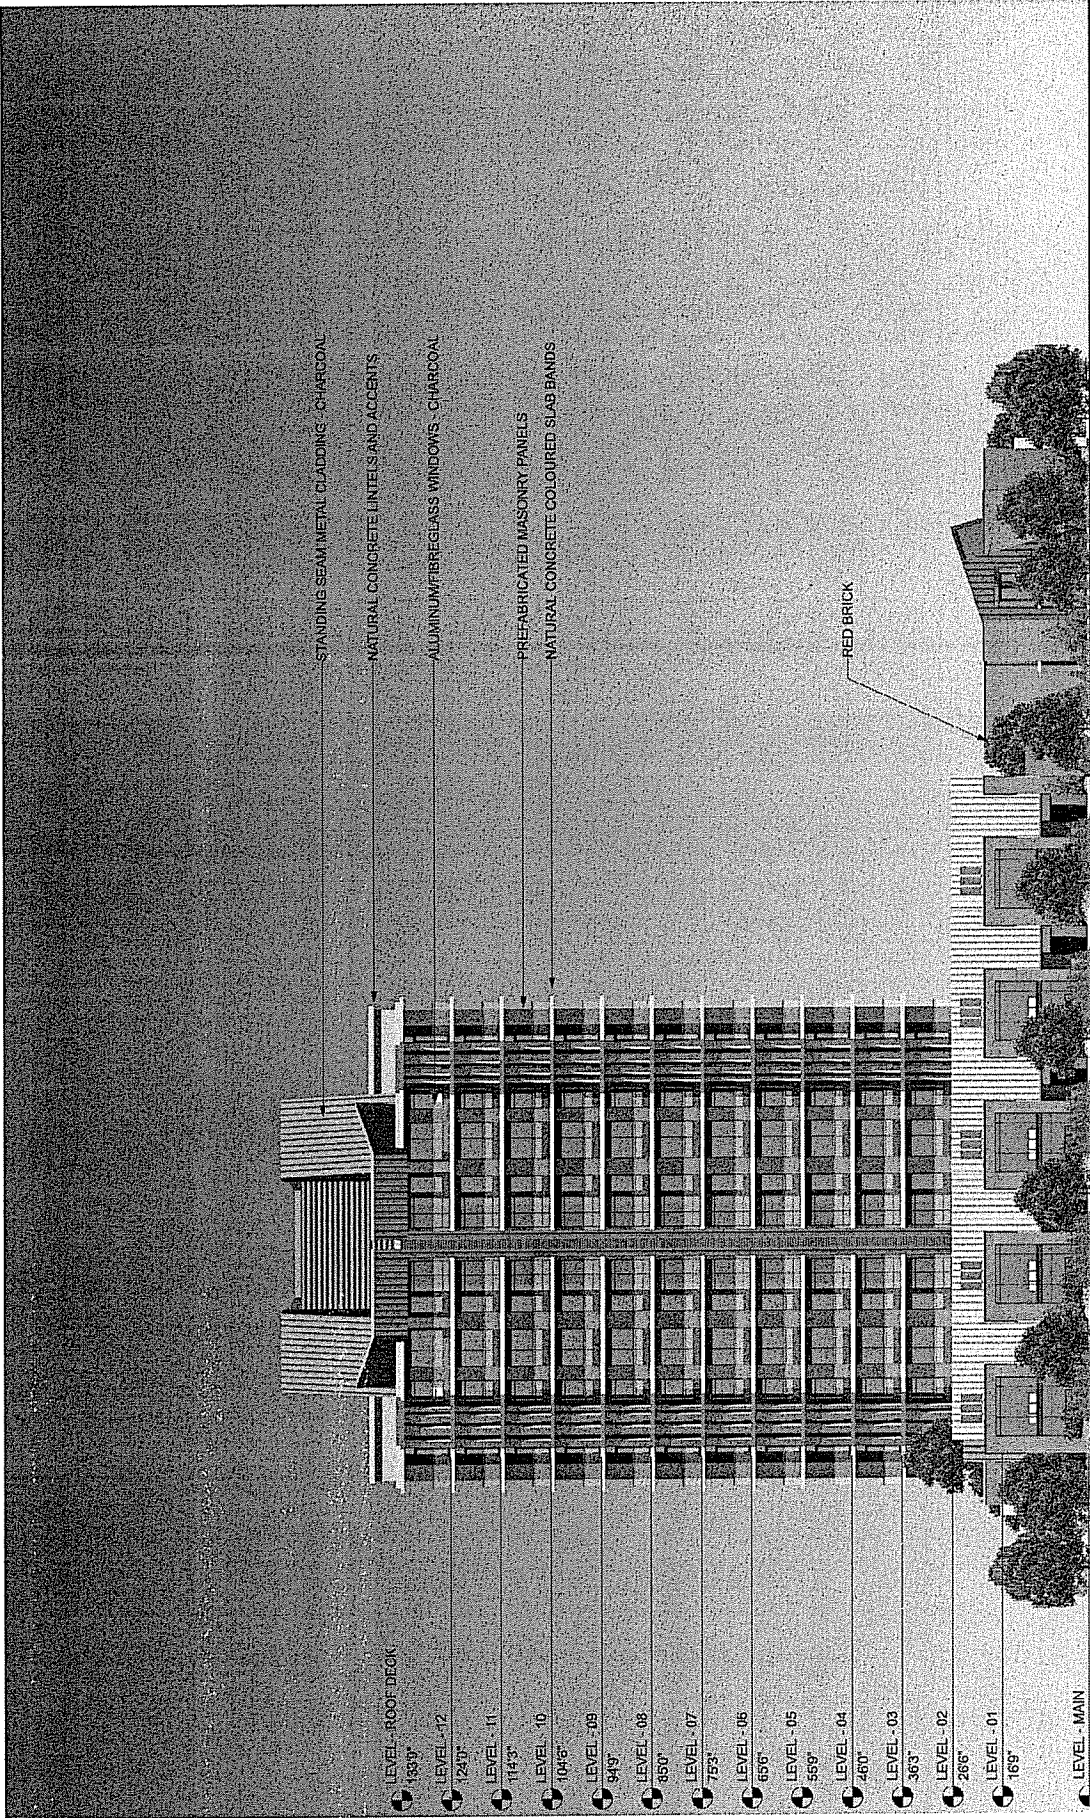 STANDING SEAM METAL CLADDING - CHARCOAL
NATURAL CONCRETE LINTELS AND ACCENTS
ALUMINUM/FIBREGLASS WINDOWS - CHARCOAL
PREFABRICATED MASONRY PANELS
NATURAL CONCRETE COLOURED SLAB BANDS
RED BRICK
LEVEL - ROOF DECK
133'9"
LEVEL - 12
124'0"
LEVEL - 11
114'3"
LEVEL - 10
104'6"
LEVEL - 09
94'9"
LEVEL - 08
85'0"
LEVEL - 07
75'3"
LEVEL - 06
65'6"
LEVEL - 05
55'9"
LEVEL - 04
46'0"
LEVEL - 03
36'3"
LEVEL - 02
26'6"
LEVEL - 01
16'9"
LEVEL - MAIN